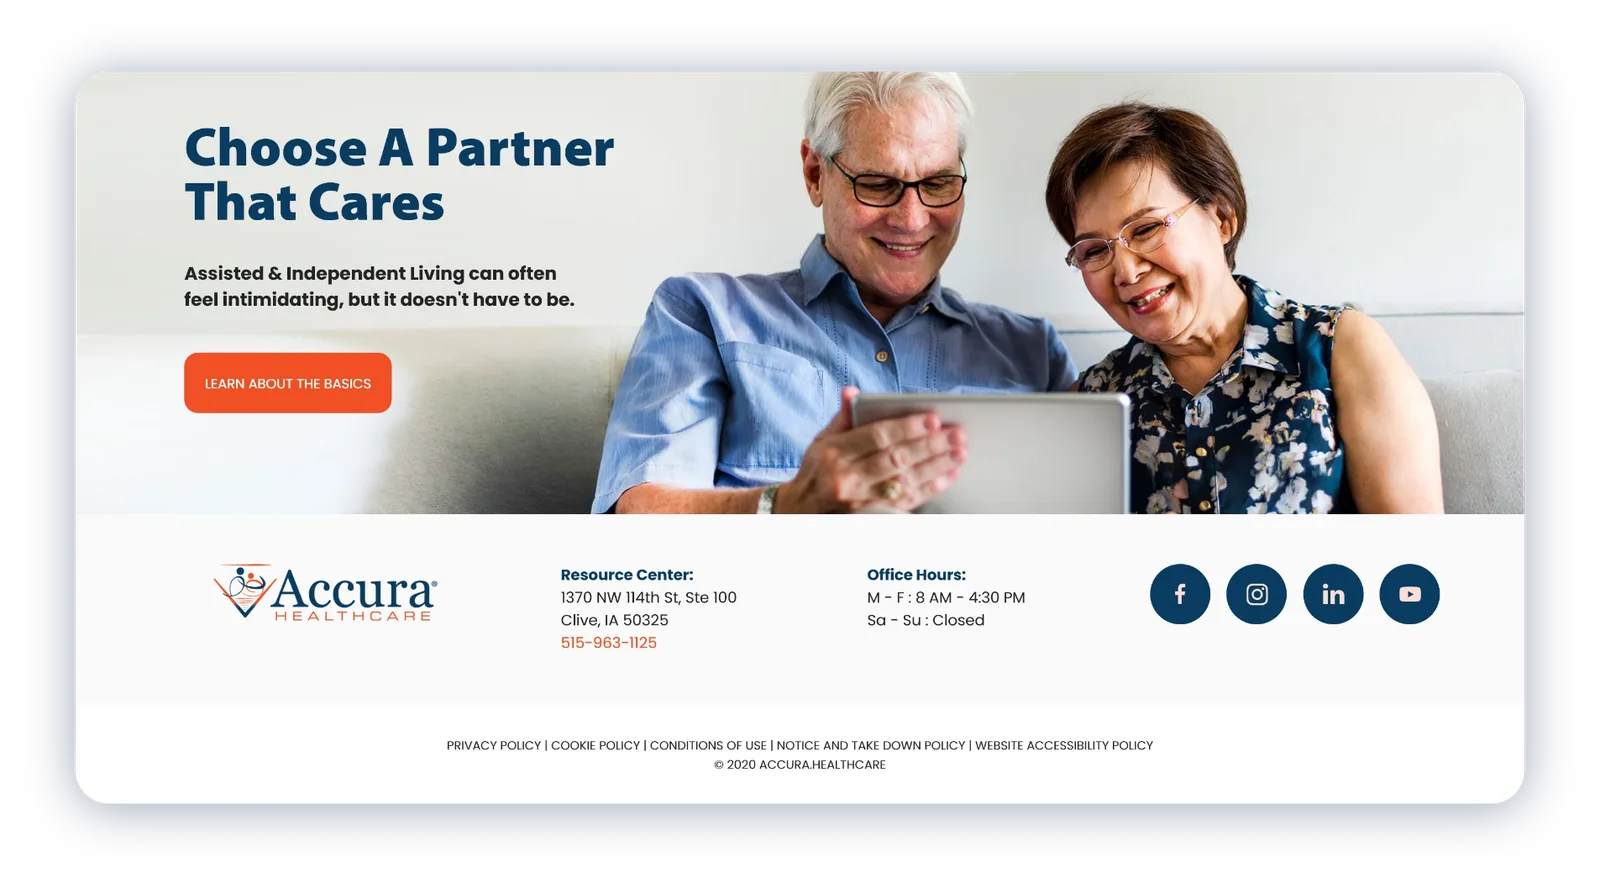 Choose A Partner
That Cares
Assisted & Independent Living can often
feel intimidating, but it doesn't have to be.
LEARN ABOUT THE BASICS
Accura®
HEALTHCARE
Resource Center:
1370 NW 114th St, Ste 100
Clive, IA 50325
515-963-1125
Office Hours:
M - F : 8 AM - 4:30 PM
Sa - Su : Closed
PRIVACY POLICY | COOKIE POLICY | CONDITIONS OF USE | NOTICE AND TAKE DOWN POLICY | WEBSITE ACCESSIBILITY POLICY
© 2020 ACCURA.HEALTHCARE